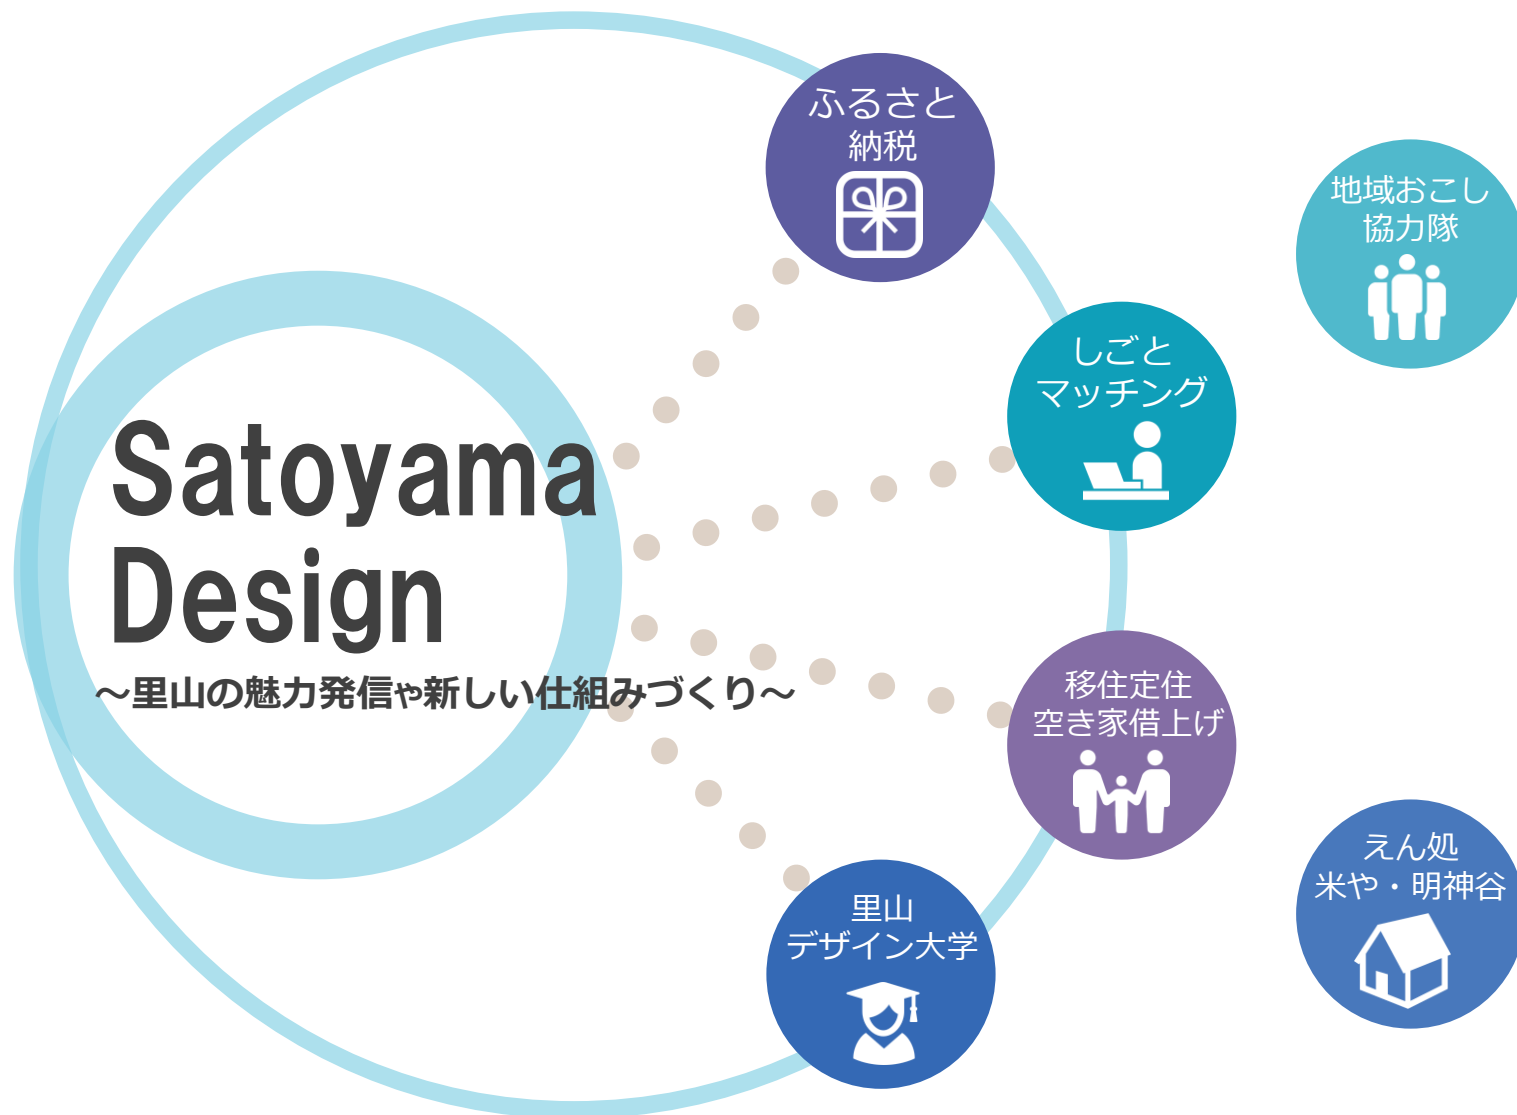 Satoyama
Design
～里山の魅力発信や新しい仕組みづくり～
ふるさと
納税
しごと
マッチング
移住定住
空き家借上げ
里山
デザイン大学
地域おこし
協力隊
えん処
米や・明神谷